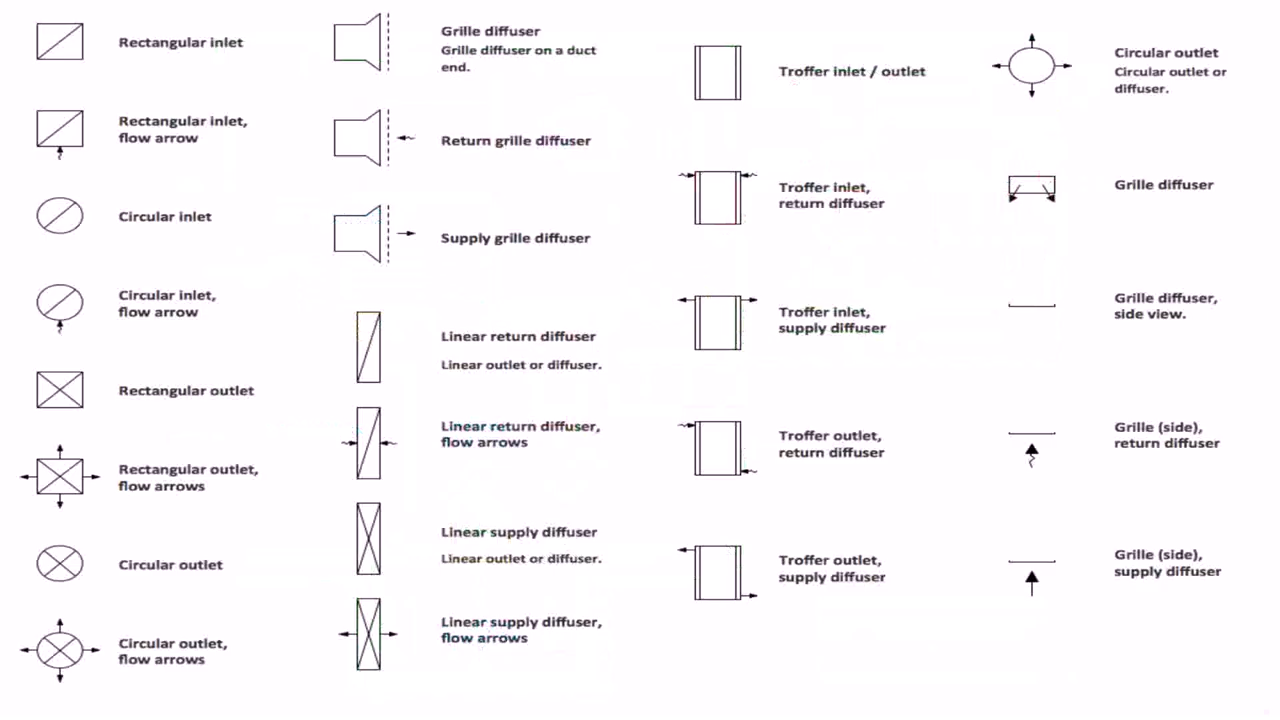 Rectangular inlet
Rectangular inlet,
flow arrow
Circular inlet
Circular inlet,
flow arrow
Rectangular outlet
Rectangular outlet,
flow arrows
Circular outlet
Circular outlet,
flow arrows
Grille diffuser
Grille diffuser on a duct
end.
Return grille diffuser
Supply grille diffuser
Linear return diffuser
Linear outlet or diffuser.
Linear return diffuser,
flow arrows
Linear supply diffuser
Linear outlet or diffuser.
Linear supply diffuser,
flow arrows
Troffer inlet / outlet
Troffer inlet,
return diffuser
Troffer inlet,
supply diffuser
Troffer outlet,
return diffuser
Troffer outlet,
supply diffuser
Circular outlet
Circular outlet or
diffuser.
Grille diffuser
Grille diffuser,
side view.
Grille (side),
return diffuser
Grille (side),
supply diffuser